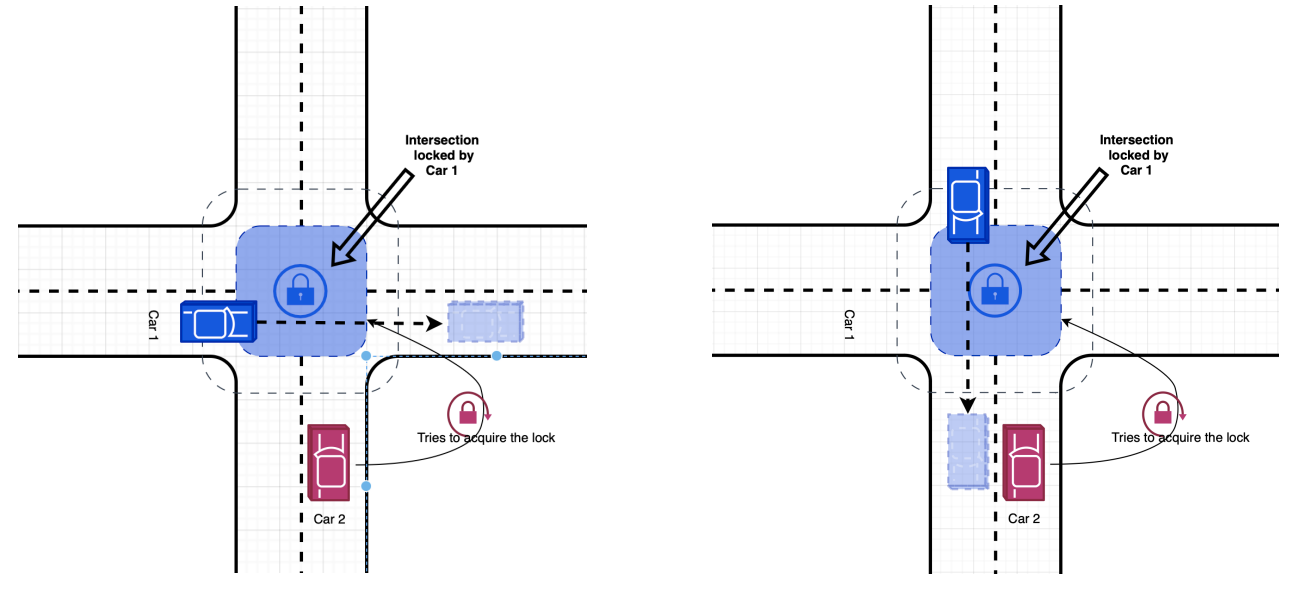 Intersection
locked by
Car 1
Car 1
Tries to acquire the lock
Car 2
Intersection
locked by
Car 1
Car 1
Tries to acquire the lock
Car 2